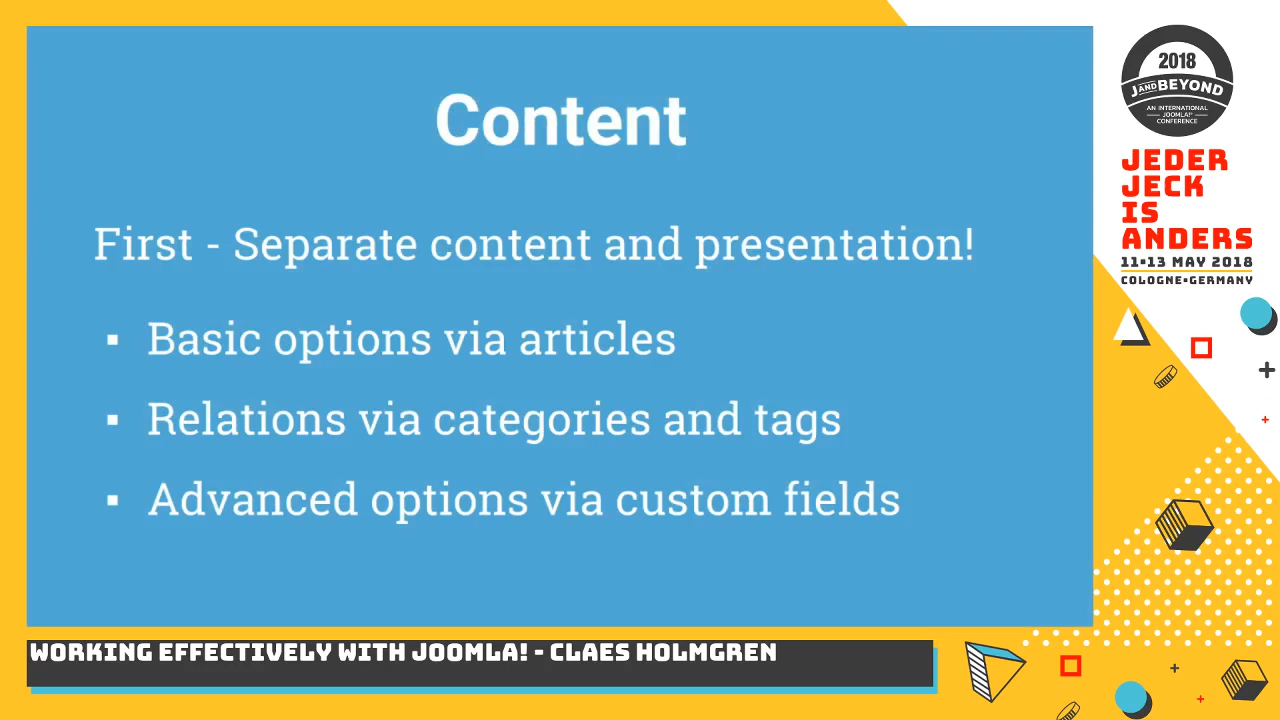 Content
First - Separate content and presentation!
▪ Basic options via articles
▪ Relations via categories and tags
▪ Advanced options via custom fields
2018
J AND BEYOND
AN INTERNATIONAL
JOOMLA!®
CONFERENCE
JEDER
JECK
IS
ANDERS
11-13 MAY 2018
COLOGNE•GERMANY
WORKING EFFECTIVELY WITH JOOMLA! - CLAES HOLMGREN